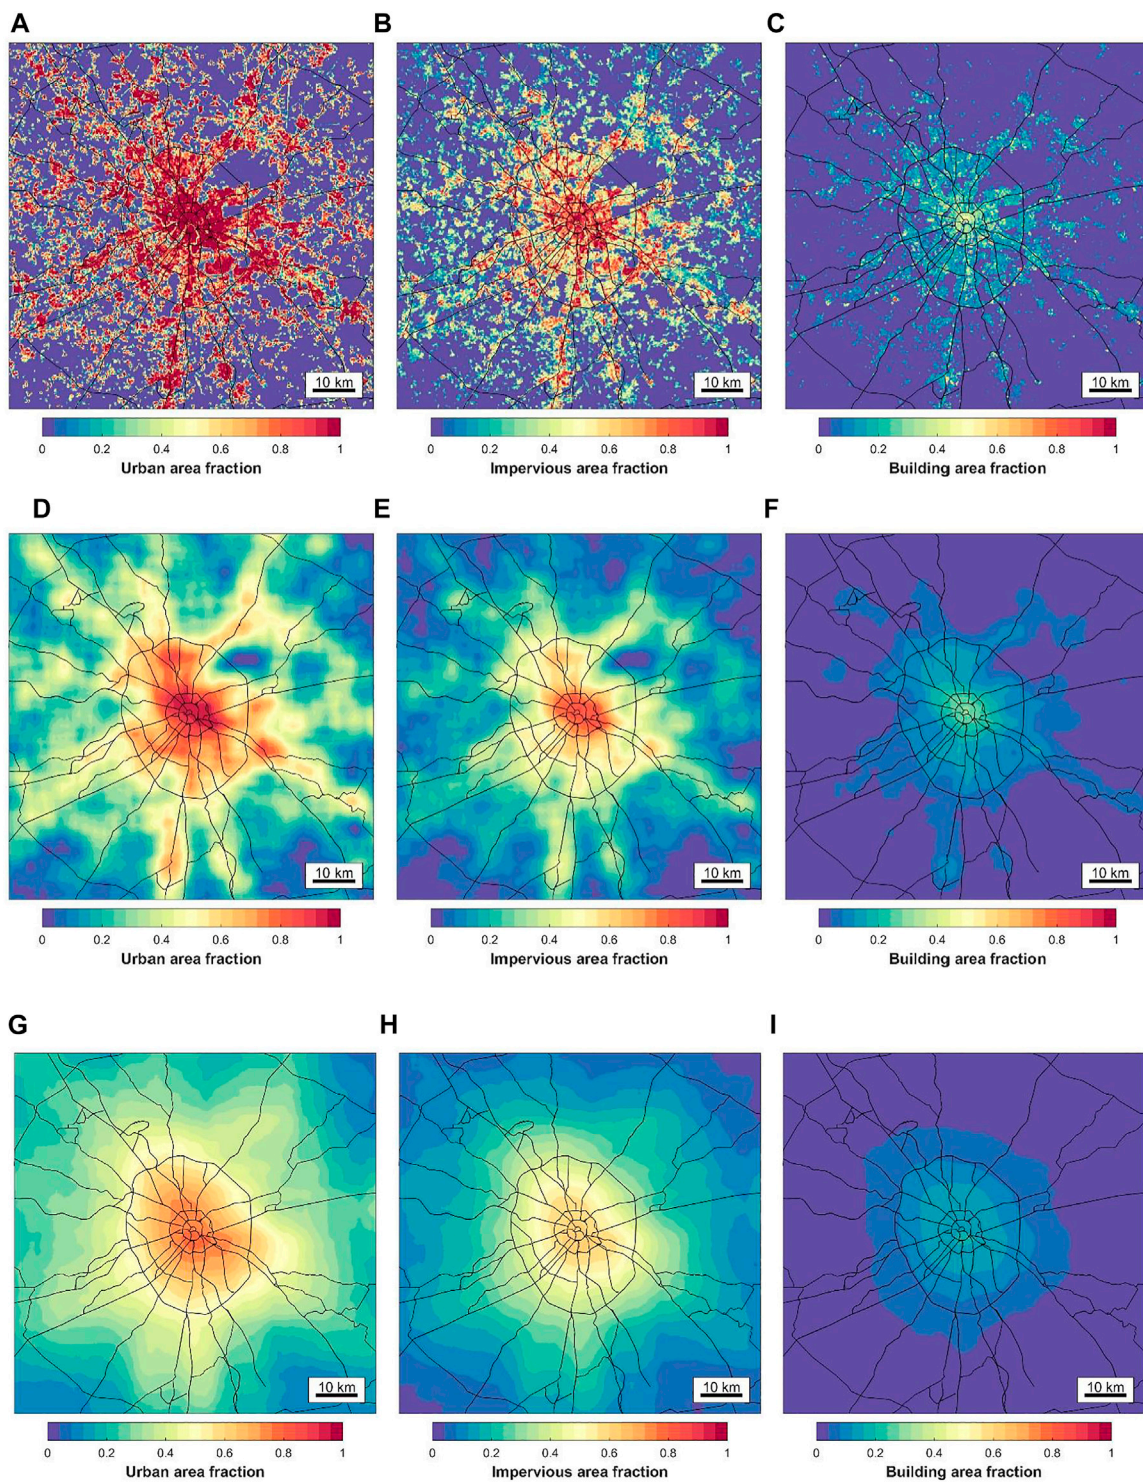 A B C
10 km 10 km 10 km
0 0.2 0.4 0.6 0.8 1 0 0.2 0.4 0.6 0.8 1 0 0.2 0.4 0.6 0.8 1
Urban area fraction Impervious area fraction Building area fraction
D E F
10 km 10 km 10 km
0 0.2 0.4 0.6 0.8 1 0 0.2 0.4 0.6 0.8 1 0 0.2 0.4 0.6 0.8 1
Urban area fraction Impervious area fraction Building area fraction
G H I
10 km 10 km 10 km
0 0.2 0.4 0.6 0.8 1 0 0.2 0.4 0.6 0.8 1 0 0.2 0.4 0.6 0.8 1
Urban area fraction Impervious area fraction Building area fraction